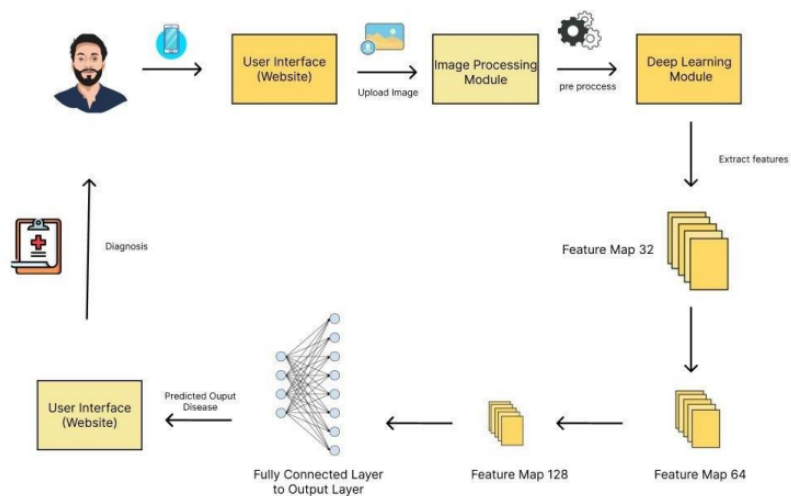 User Interface
(Website)
Upload Image
Image Processing
Module
pre proccess
Deep Learning
Module
Extract features
Feature Map 32
Feature Map 64
Feature Map 128
Fully Connected Layer
to Output Layer
Predicted Ouput
Disease
User Interface
(Website)
Diagnosis